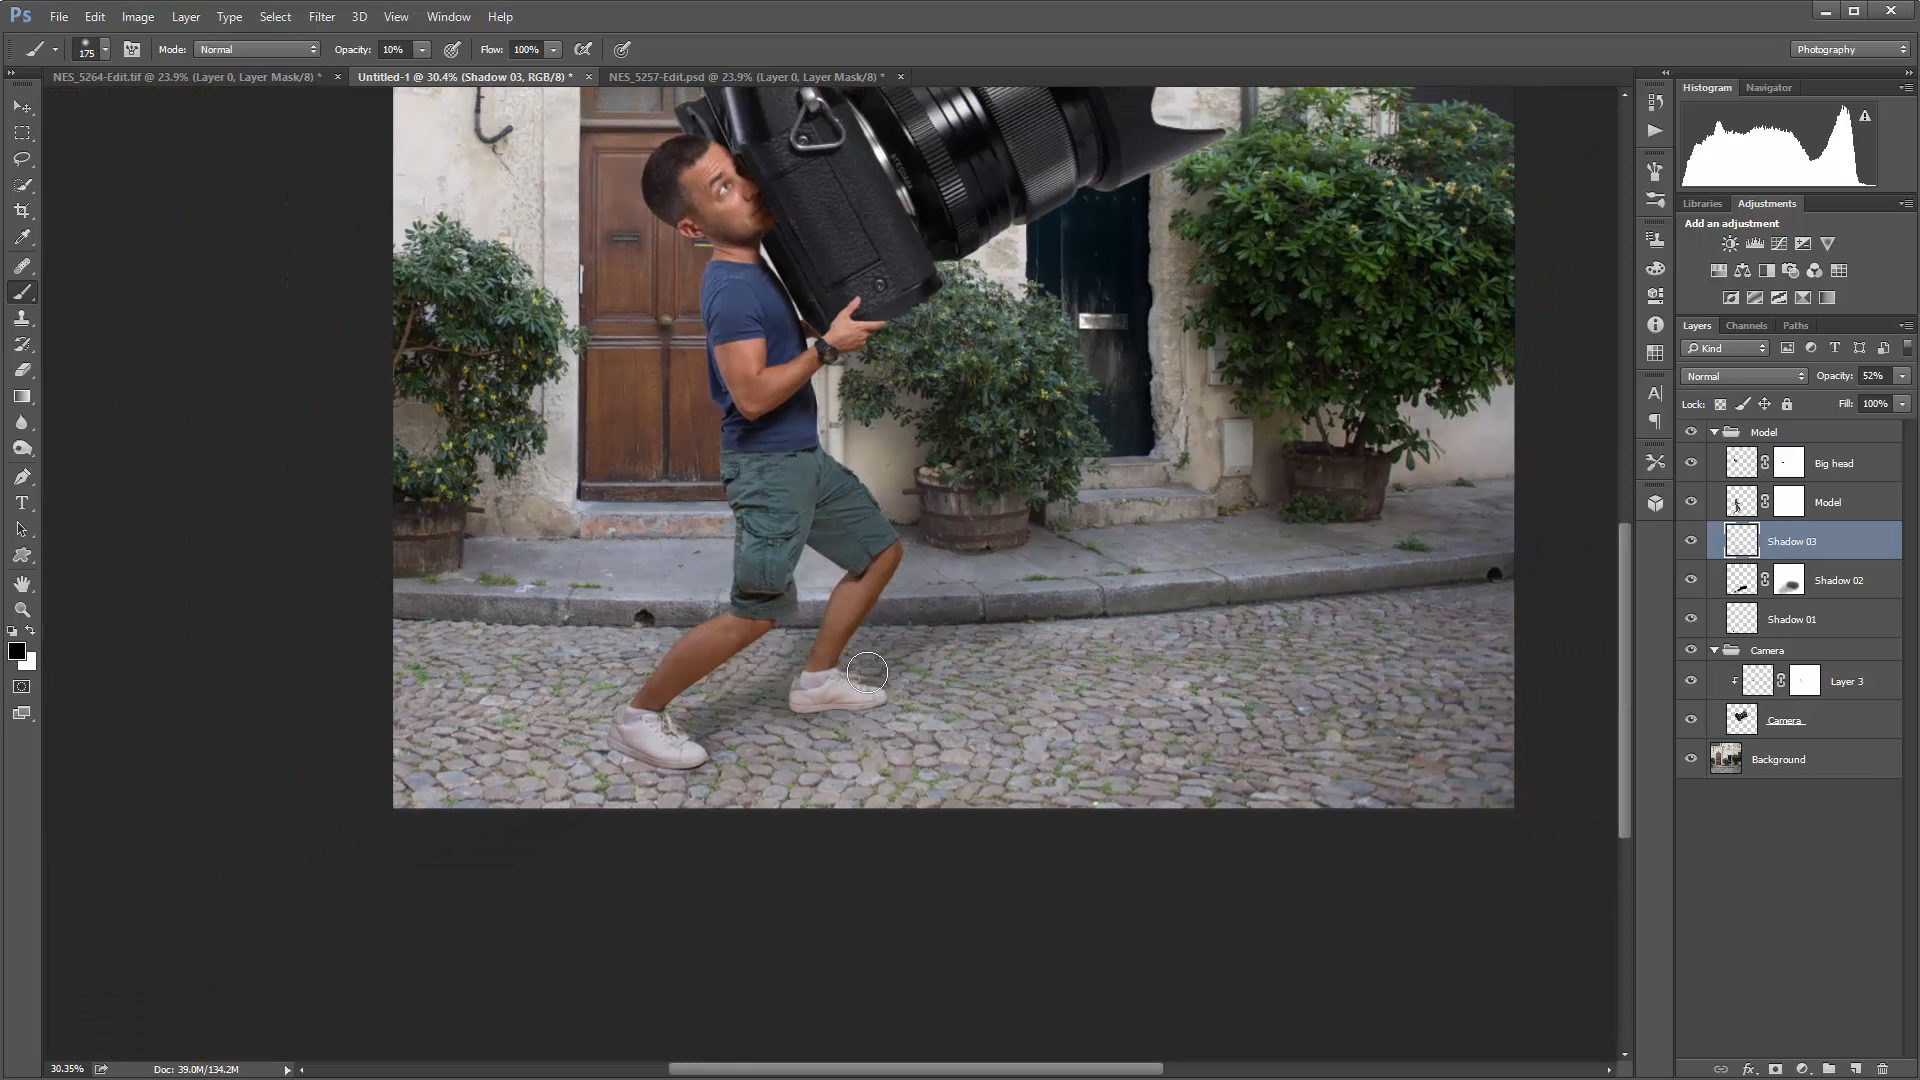 Ps File Edit Image Layer Type Select Filter 3D View Window Help
175 Mode: Normal Opacity: 10% Flow: 100% Photography
NES_5264-Edit.tif @ 23.9% (Layer 0, Layer Mask/8) * × Untitled-1 @ 30.4% (Shadow 03, RGB/8) * × NES_5257-Edit.psd @ 23.9% (Layer 0, Layer Mask/8) * ×
Histogram Navigator
Libraries Adjustments
Add an adjustment
Layers Channels Paths
Kind
Normal Opacity: 52%
Lock: Fill: 100%
Model
Big head
Model
Shadow 03
Shadow 02
Shadow 01
Camera
Layer 3
Camera
Background
30.35% Doc: 39.0M/134.2M
fx